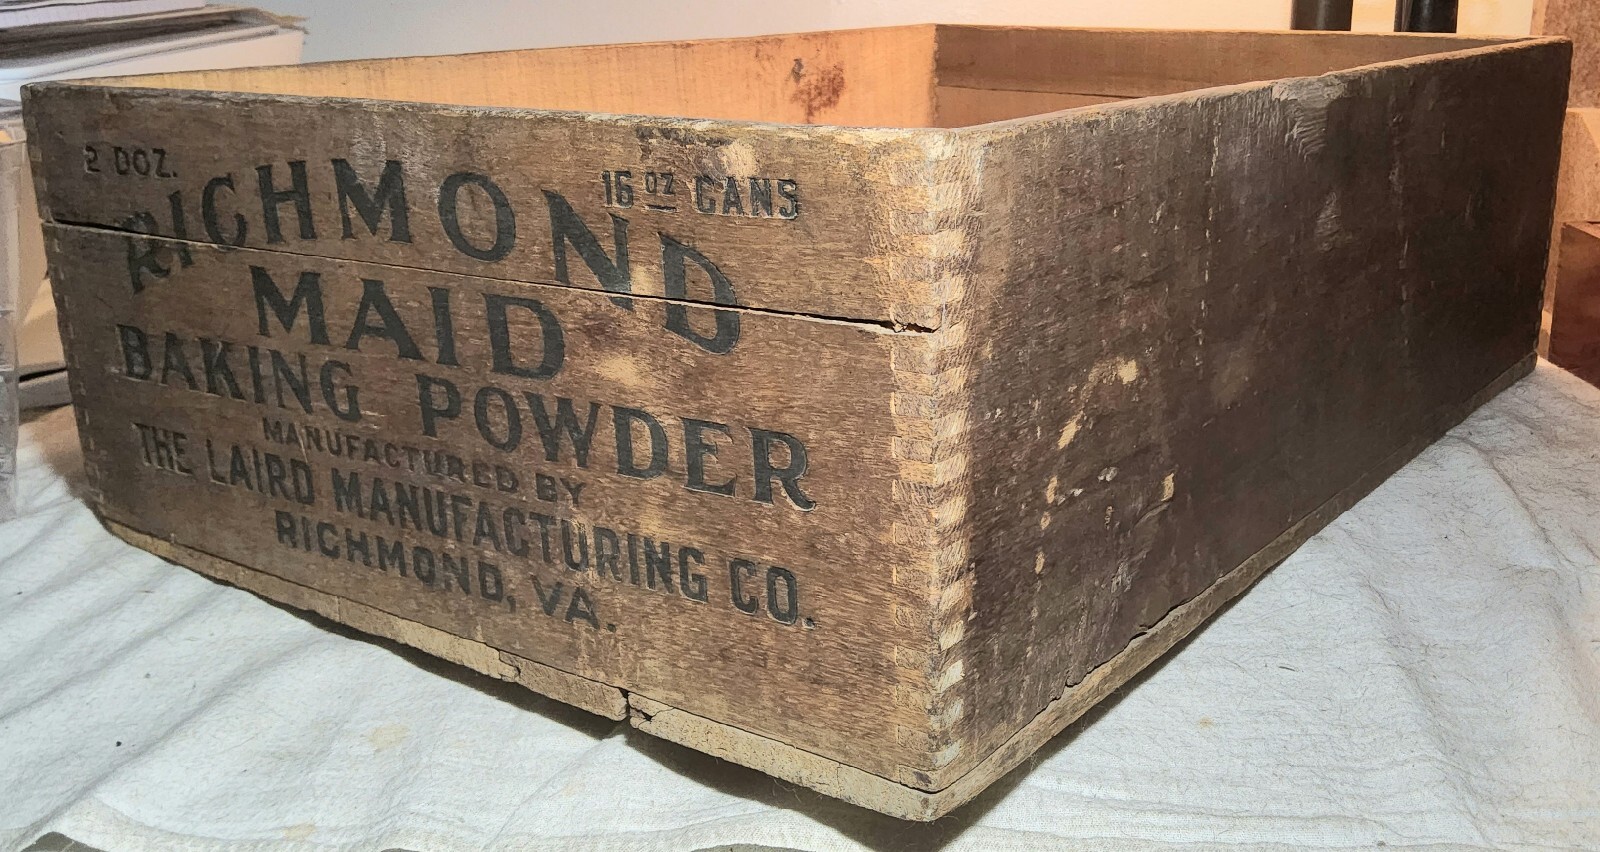 2 DOZ. 16 oz CANS
RICHMOND
MAID
BAKING POWDER
MANUFACTURED BY
THE LAIRD MANUFACTURING CO.
RICHMOND, VA.